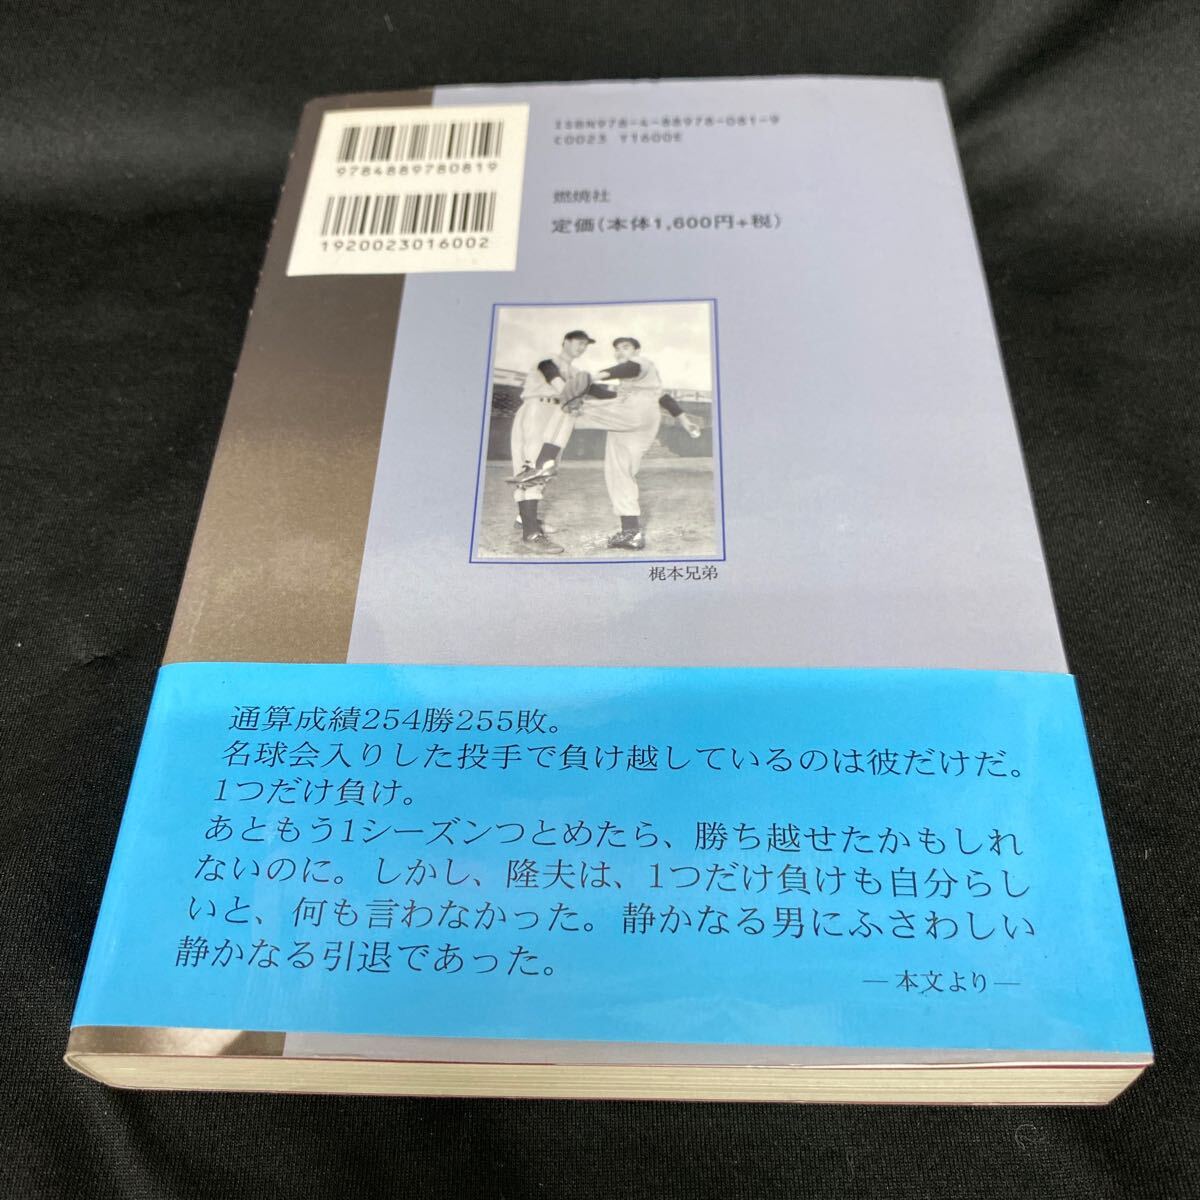 9784889780819
1920023016002
ISBN978-4-88978-081-9
C0023 ¥1600E
燃焼社
定価(本体1,600円+税)
梶本兄弟
通算成績254勝255敗。
名球会入りした投手で負け越しているのは彼だけだ。
1つだけ負け。
あともう1シーズンつとめたら、勝ち越せたかもしれ
ないのに。しかし、隆夫は、1つだけ負けも自分らし
いと、何も言わなかった。静かなる男にふさわしい
静かなる引退であった。
―本文より―